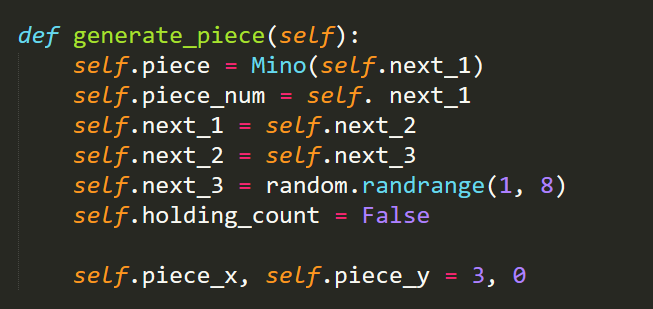 def generate_piece(self):
    self.piece = Mino(self.next_1)
    self.piece_num = self. next_1
    self.next_1 = self.next_2
    self.next_2 = self.next_3
    self.next_3 = random.randrange(1, 8)
    self.holding_count = False

    self.piece_x, self.piece_y = 3, 0